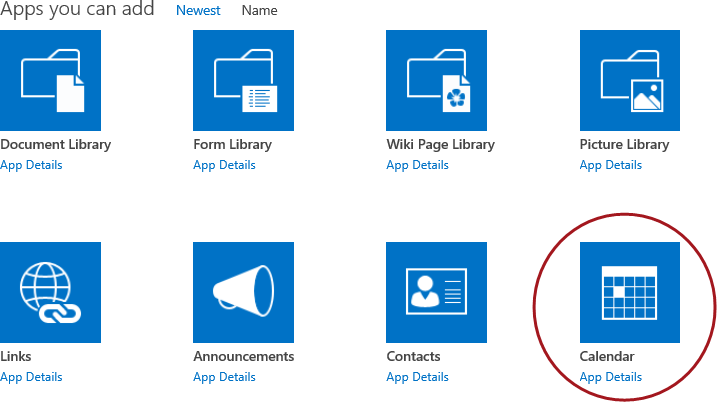 Apps you can add Newest Name
Document Library Form Library Wiki Page Library Picture Library
App Details App Details App Details App Details
Links Announcements Contacts Calendar
App Details App Details App Details App Details